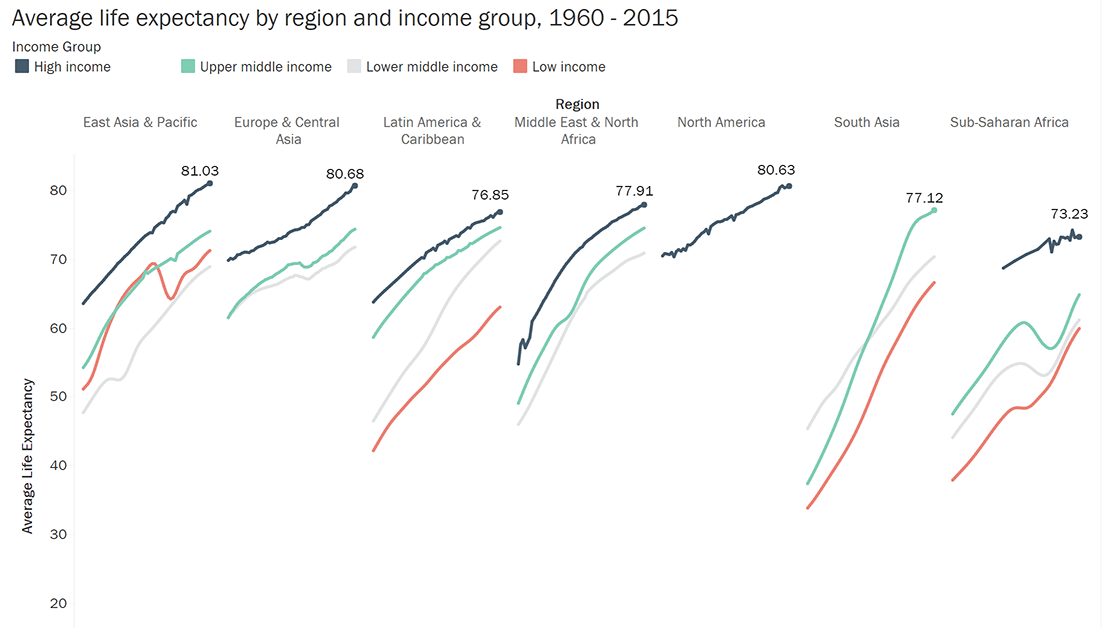 Average life expectancy by region and income group, 1960 - 2015
Income Group
High income
Upper middle income
Lower middle income
Low income
Region
East Asia & Pacific
Europe & Central
Asia
Latin America &
Caribbean
Middle East & North
Africa
North America
South Asia
Sub-Saharan Africa
81.03
80.68
76.85
77.91
80.63
77.12
73.23
Average Life Expectancy
80
70
60
50
40
30
20